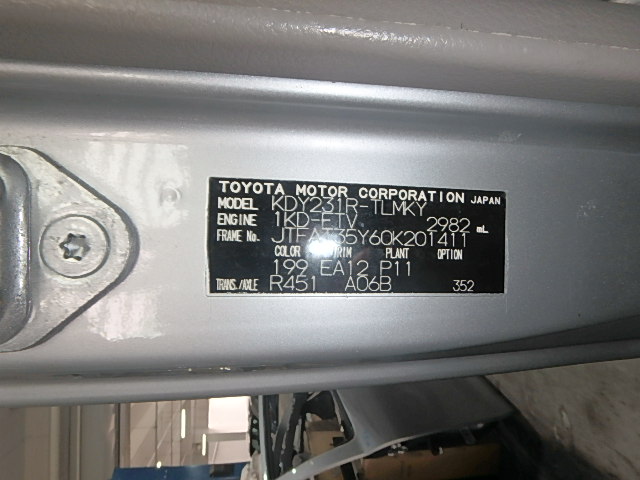 TOYOTA MOTOR CORPORATION JAPAN
MODEL KDY231R-TLMKY
ENGINE 1KD-FTV 2982 mL
FRAME No.
COLOR TRIM PLANT OPTION
199 EA12 P11
TRANS./AXLE R451 A06B 352